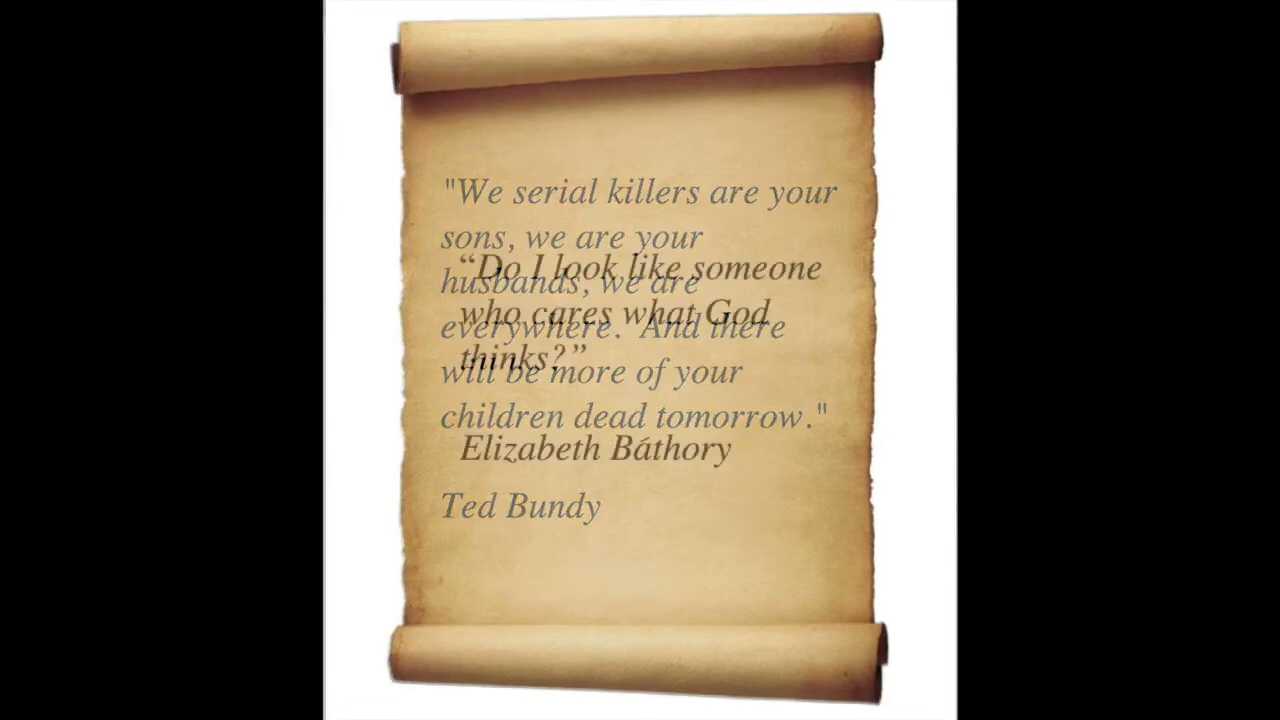 "We serial killers are your
sons, we are your
husbands, we are
everywhere. And there
will be more of your
children dead tomorrow."
Ted Bundy
“Do I look like someone
who cares what God
thinks?”
Elizabeth Báthory